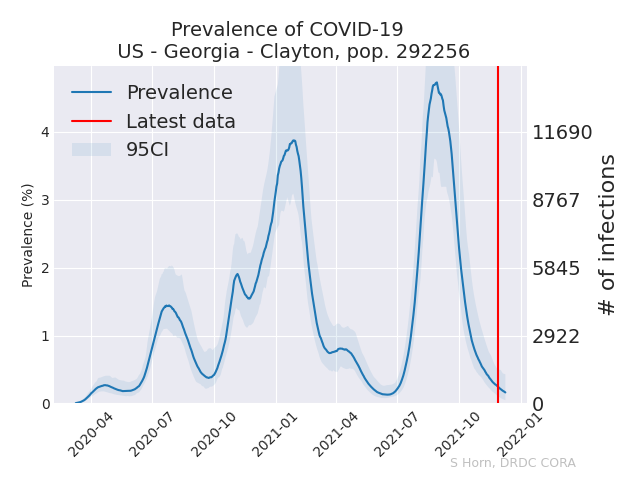 Prevalence of COVID-19
US - Georgia - Clayton, pop. 292256
Prevalence
Latest data
95CI
Prevalence (%)
4
3
2
1
0
11690
8767
5845
2922
0
# of infections
2020-04
2020-07
2020-10
2021-01
2021-04
2021-07
2021-10
2022-01
S Horn, DRDC CORA